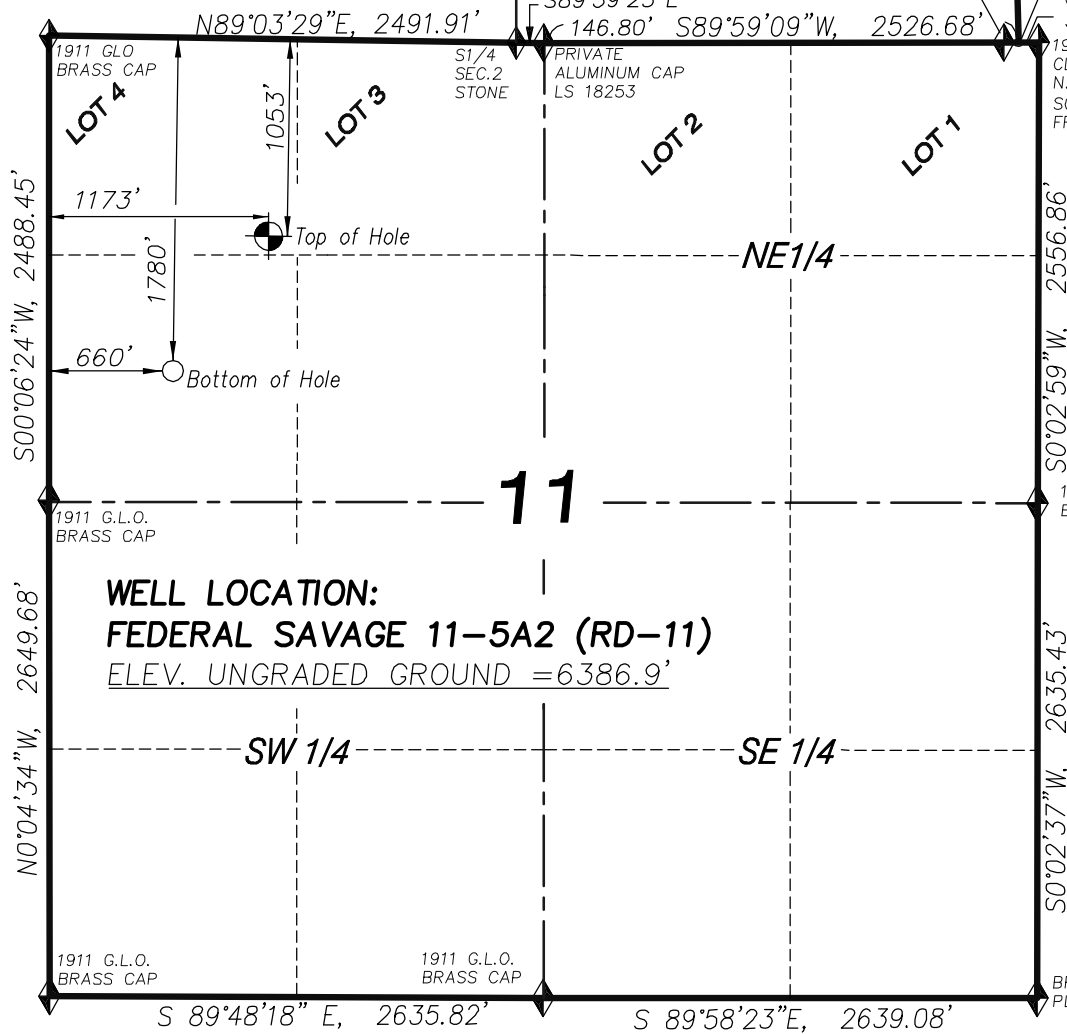 S89°59'25"E
N89°03'29"E, 2491.91'
146.80'
S89°59'09"W, 2526.68'
1911 GLO
BRASS CAP
S1/4
SEC.2
STONE
PRIVATE
ALUMINUM CAP
LS 18253
LOT 4
LOT 3
LOT 2
LOT 1
1053'
1173'
Top of Hole
1780'
NE1/4
660'
Bottom of Hole
S00°06'24"W, 2488.45'
S0°02'59"W, 2556.86'
11
1911 G.L.O.
BRASS CAP
WELL LOCATION:
FEDERAL SAVAGE 11-5A2 (RD-11)
ELEV. UNGRADED GROUND =6386.9'
N0°04'34"W, 2649.68'
S0°02'37"W, 2635.43'
SW 1/4
SE 1/4
1911 G.L.O.
BRASS CAP
1911 G.L.O.
BRASS CAP
S 89°48'18" E, 2635.82'
S 89°58'23"E, 2639.08'